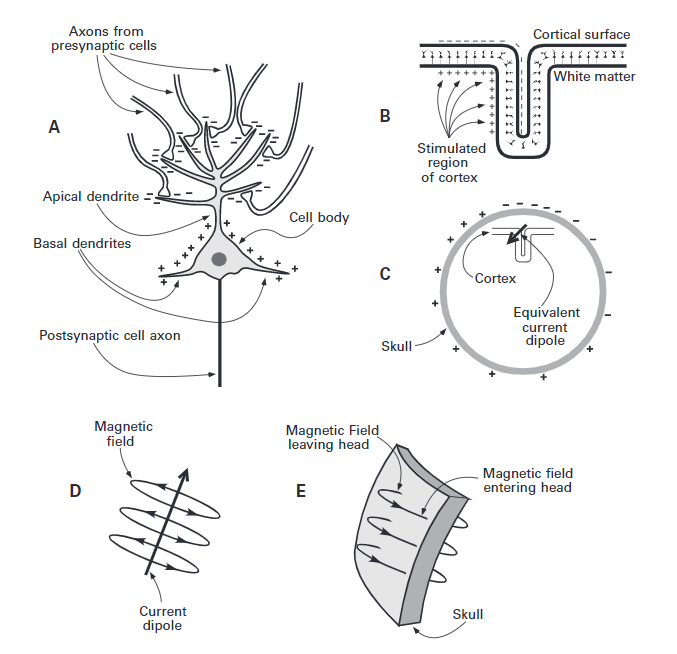 Axons from
presynaptic cells
A
Apical dendrite
Cell body
Basal dendrites
Postsynaptic cell axon
Cortical surface
White matter
B
Stimulated
region
of cortex
C
Cortex
Equivalent
current
dipole
Skull
Magnetic
field
D
Current
dipole
Magnetic Field
leaving head
E
Magnetic field
entering head
Skull